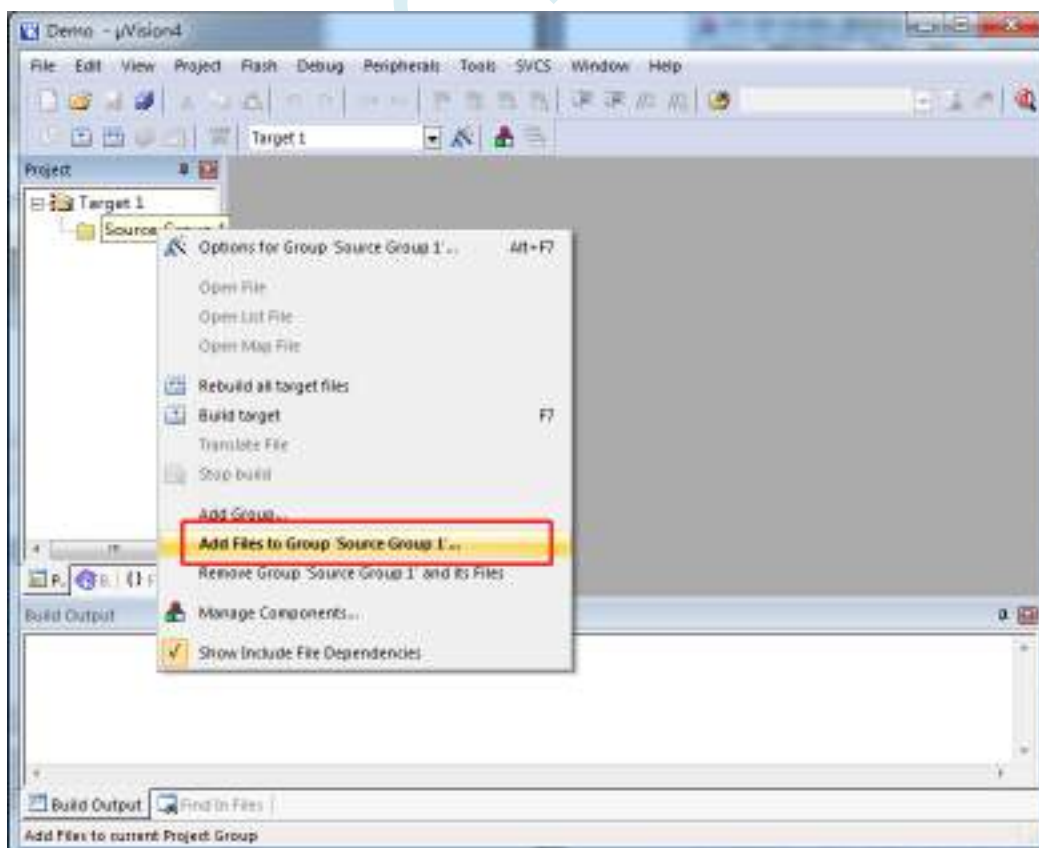 Demo - µVision4
File Edit View Project Flash Debug Peripherals Tools SVCS Window Help
Target 1
Project
Target 1
Source Group 1
Options for Group 'Source Group 1'... Alt+F7
Open File
Open List File
Open Map File
Rebuild all target files
Build target F7
Translate File
Stop build
Add Group...
Add Files to Group 'Source Group 1'...
Remove Group 'Source Group 1' and its Files
P.. B.. {} F
Manage Components...
Build Output
Show Include File Dependencies
Build Output Find In Files
Add Files to current Project Group